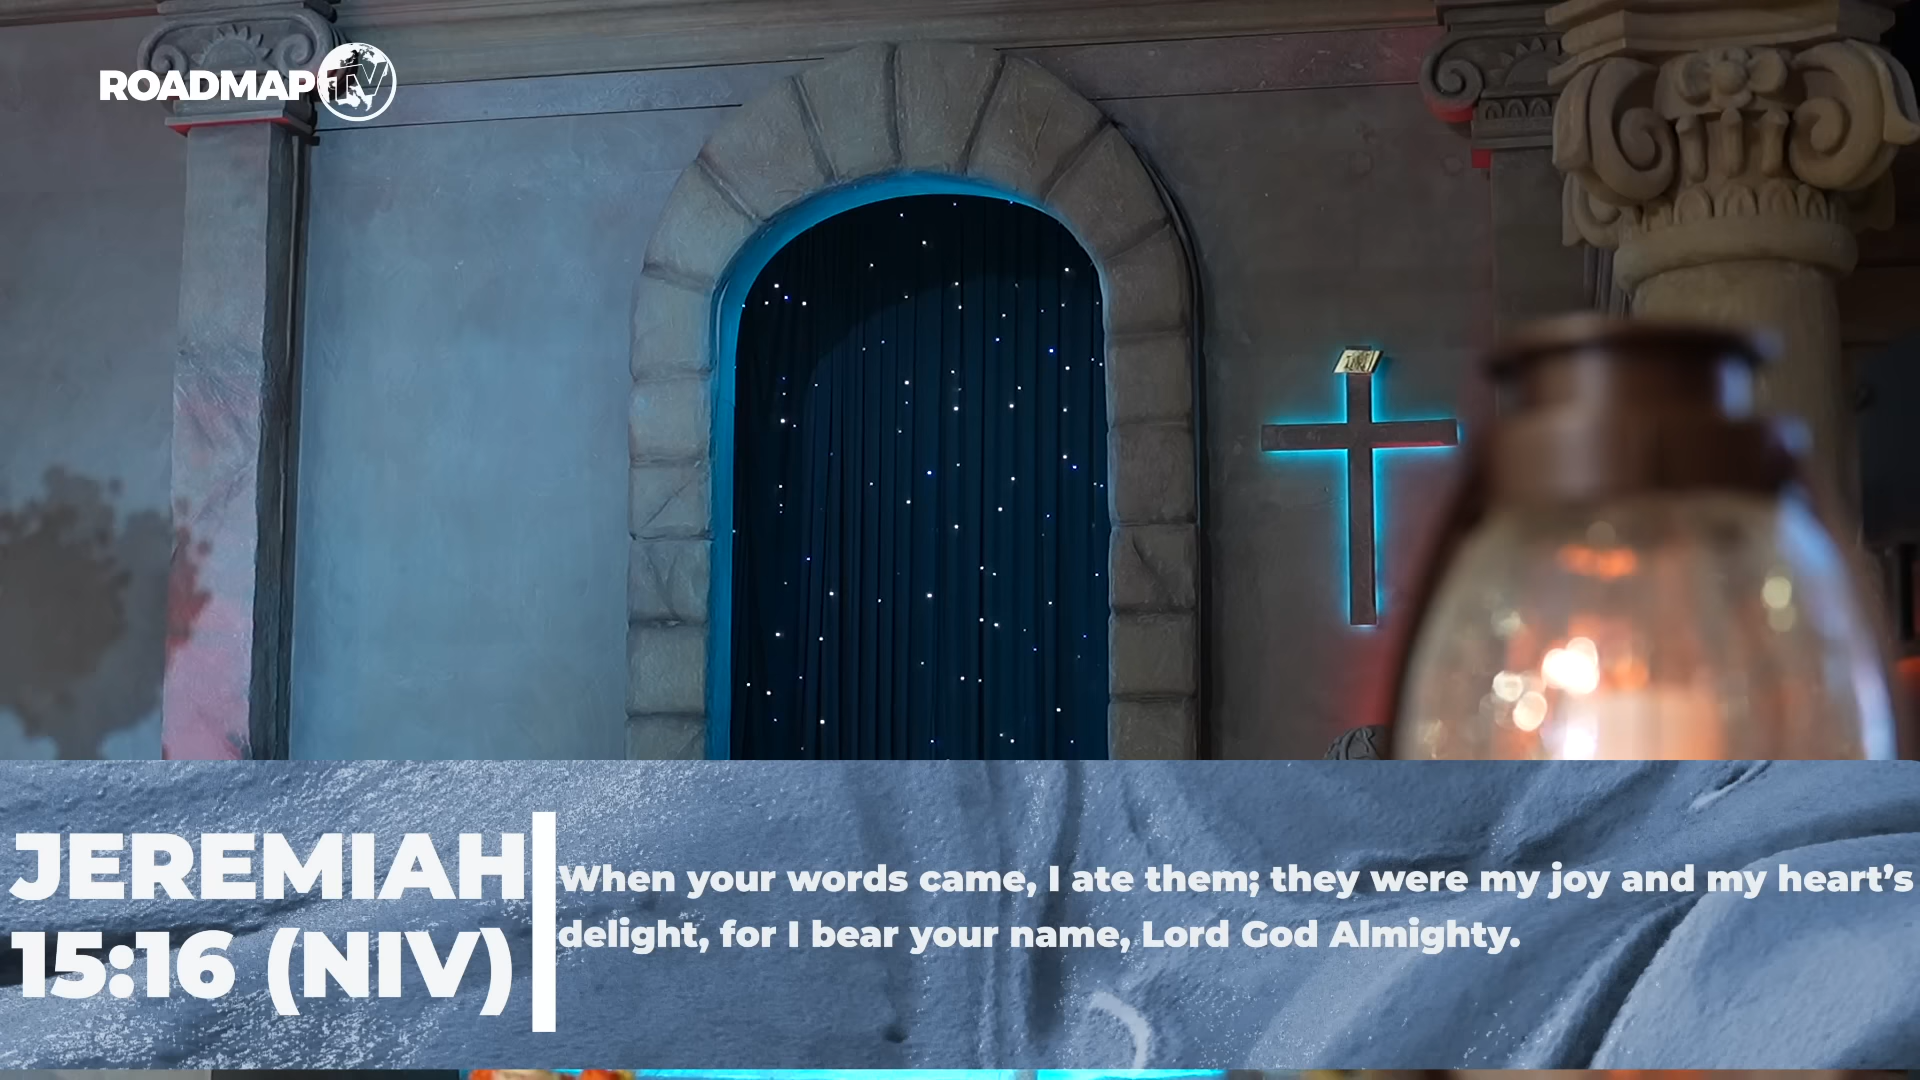 ROADMAP TV
JEREMIAH
15:16 (NIV)
When your words came, I ate them; they were my joy and my heart’s
delight, for I bear your name, Lord God Almighty.